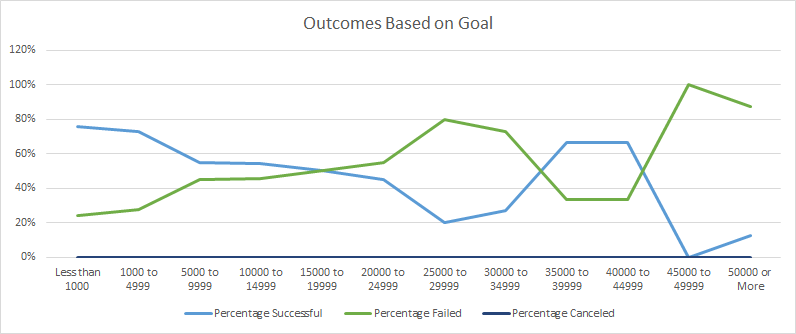 Outcomes Based on Goal
120%
100%
80%
60%
40%
20%
0%
Less than 1000
1000 to 4999
5000 to 9999
10000 to 14999
15000 to 19999
20000 to 24999
25000 to 29999
30000 to 34999
35000 to 39999
40000 to 44999
45000 to 49999
50000 or More
Percentage Successful
Percentage Failed
Percentage Canceled